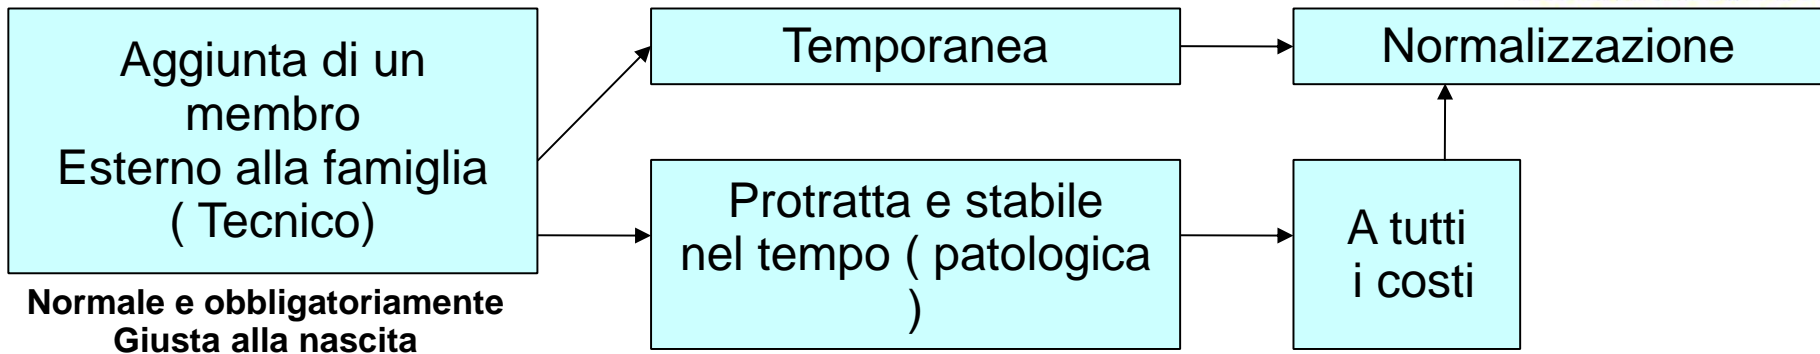 Aggiunta di un
membro
Esterno alla famiglia
( Tecnico)
Normale e obbligatoriamente
Giusta alla nascita
Temporanea
Protratta e stabile
nel tempo ( patologica
)
Normalizzazione
A tutti
i costi